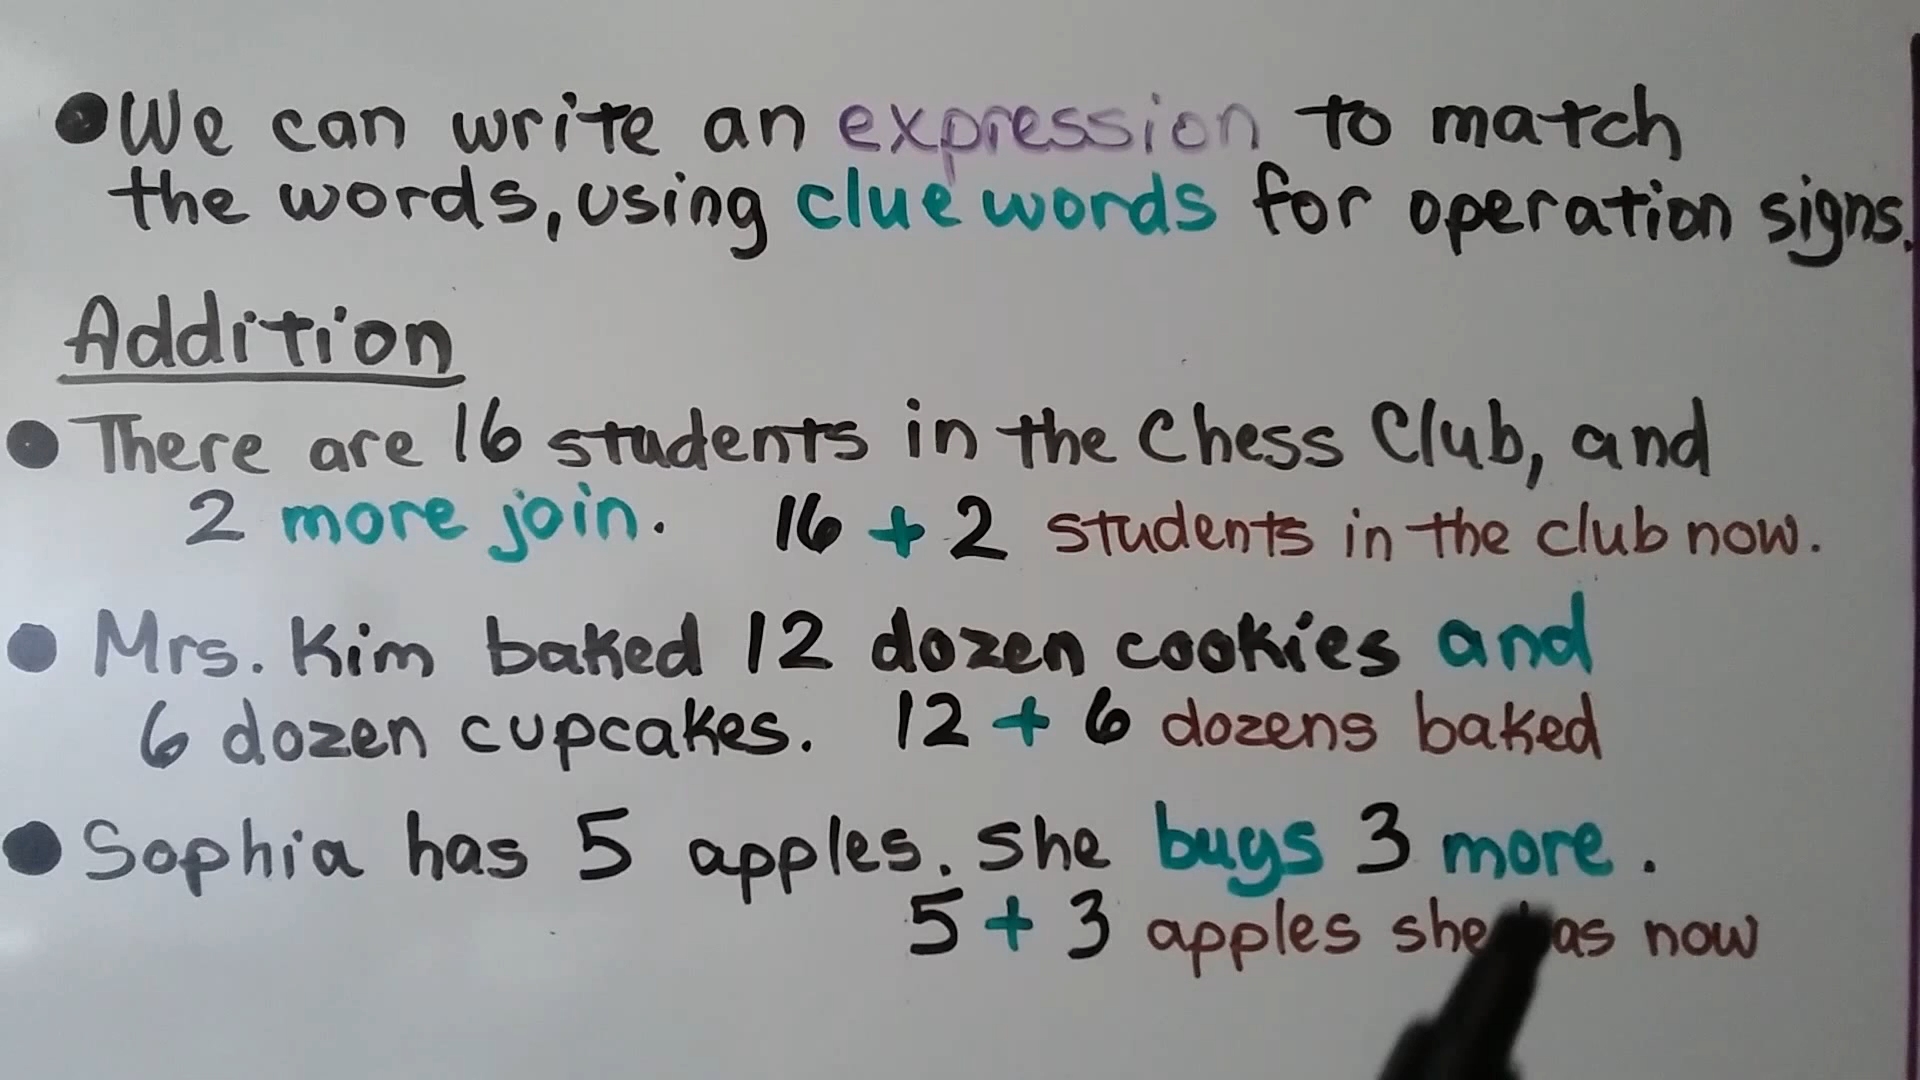 We can write an expression to match
the words, using clue words for operation signs.
Addition
There are 16 students in the Chess Club, and
2 more join. 16 + 2 students in the club now.
Mrs. Kim baked 12 dozen cookies and
6 dozen cupcakes. 12 + 6 dozens baked
Sophia has 5 apples. She buys 3 more.
5 + 3 apples she has now